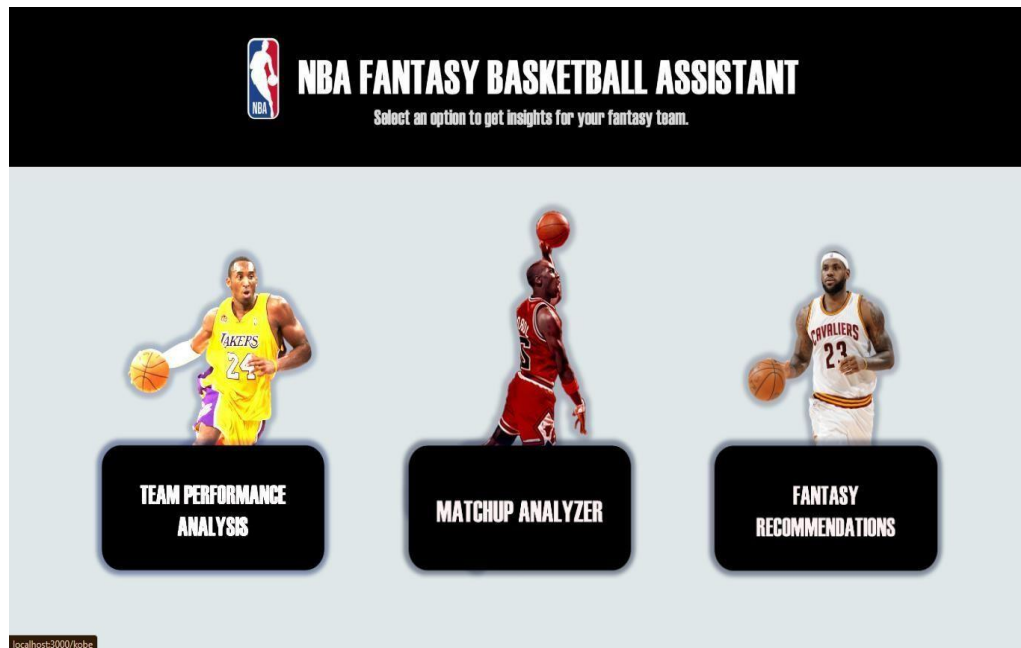 NBA
NBA FANTASY BASKETBALL ASSISTANT
Select an option to get insights for your fantasy team.
LAKERS
24
CAVALIERS
23
TEAM PERFORMANCE
ANALYSIS
MATCHUP ANALYZER
FANTASY
RECOMMENDATIONS
localhost:3000/kobe